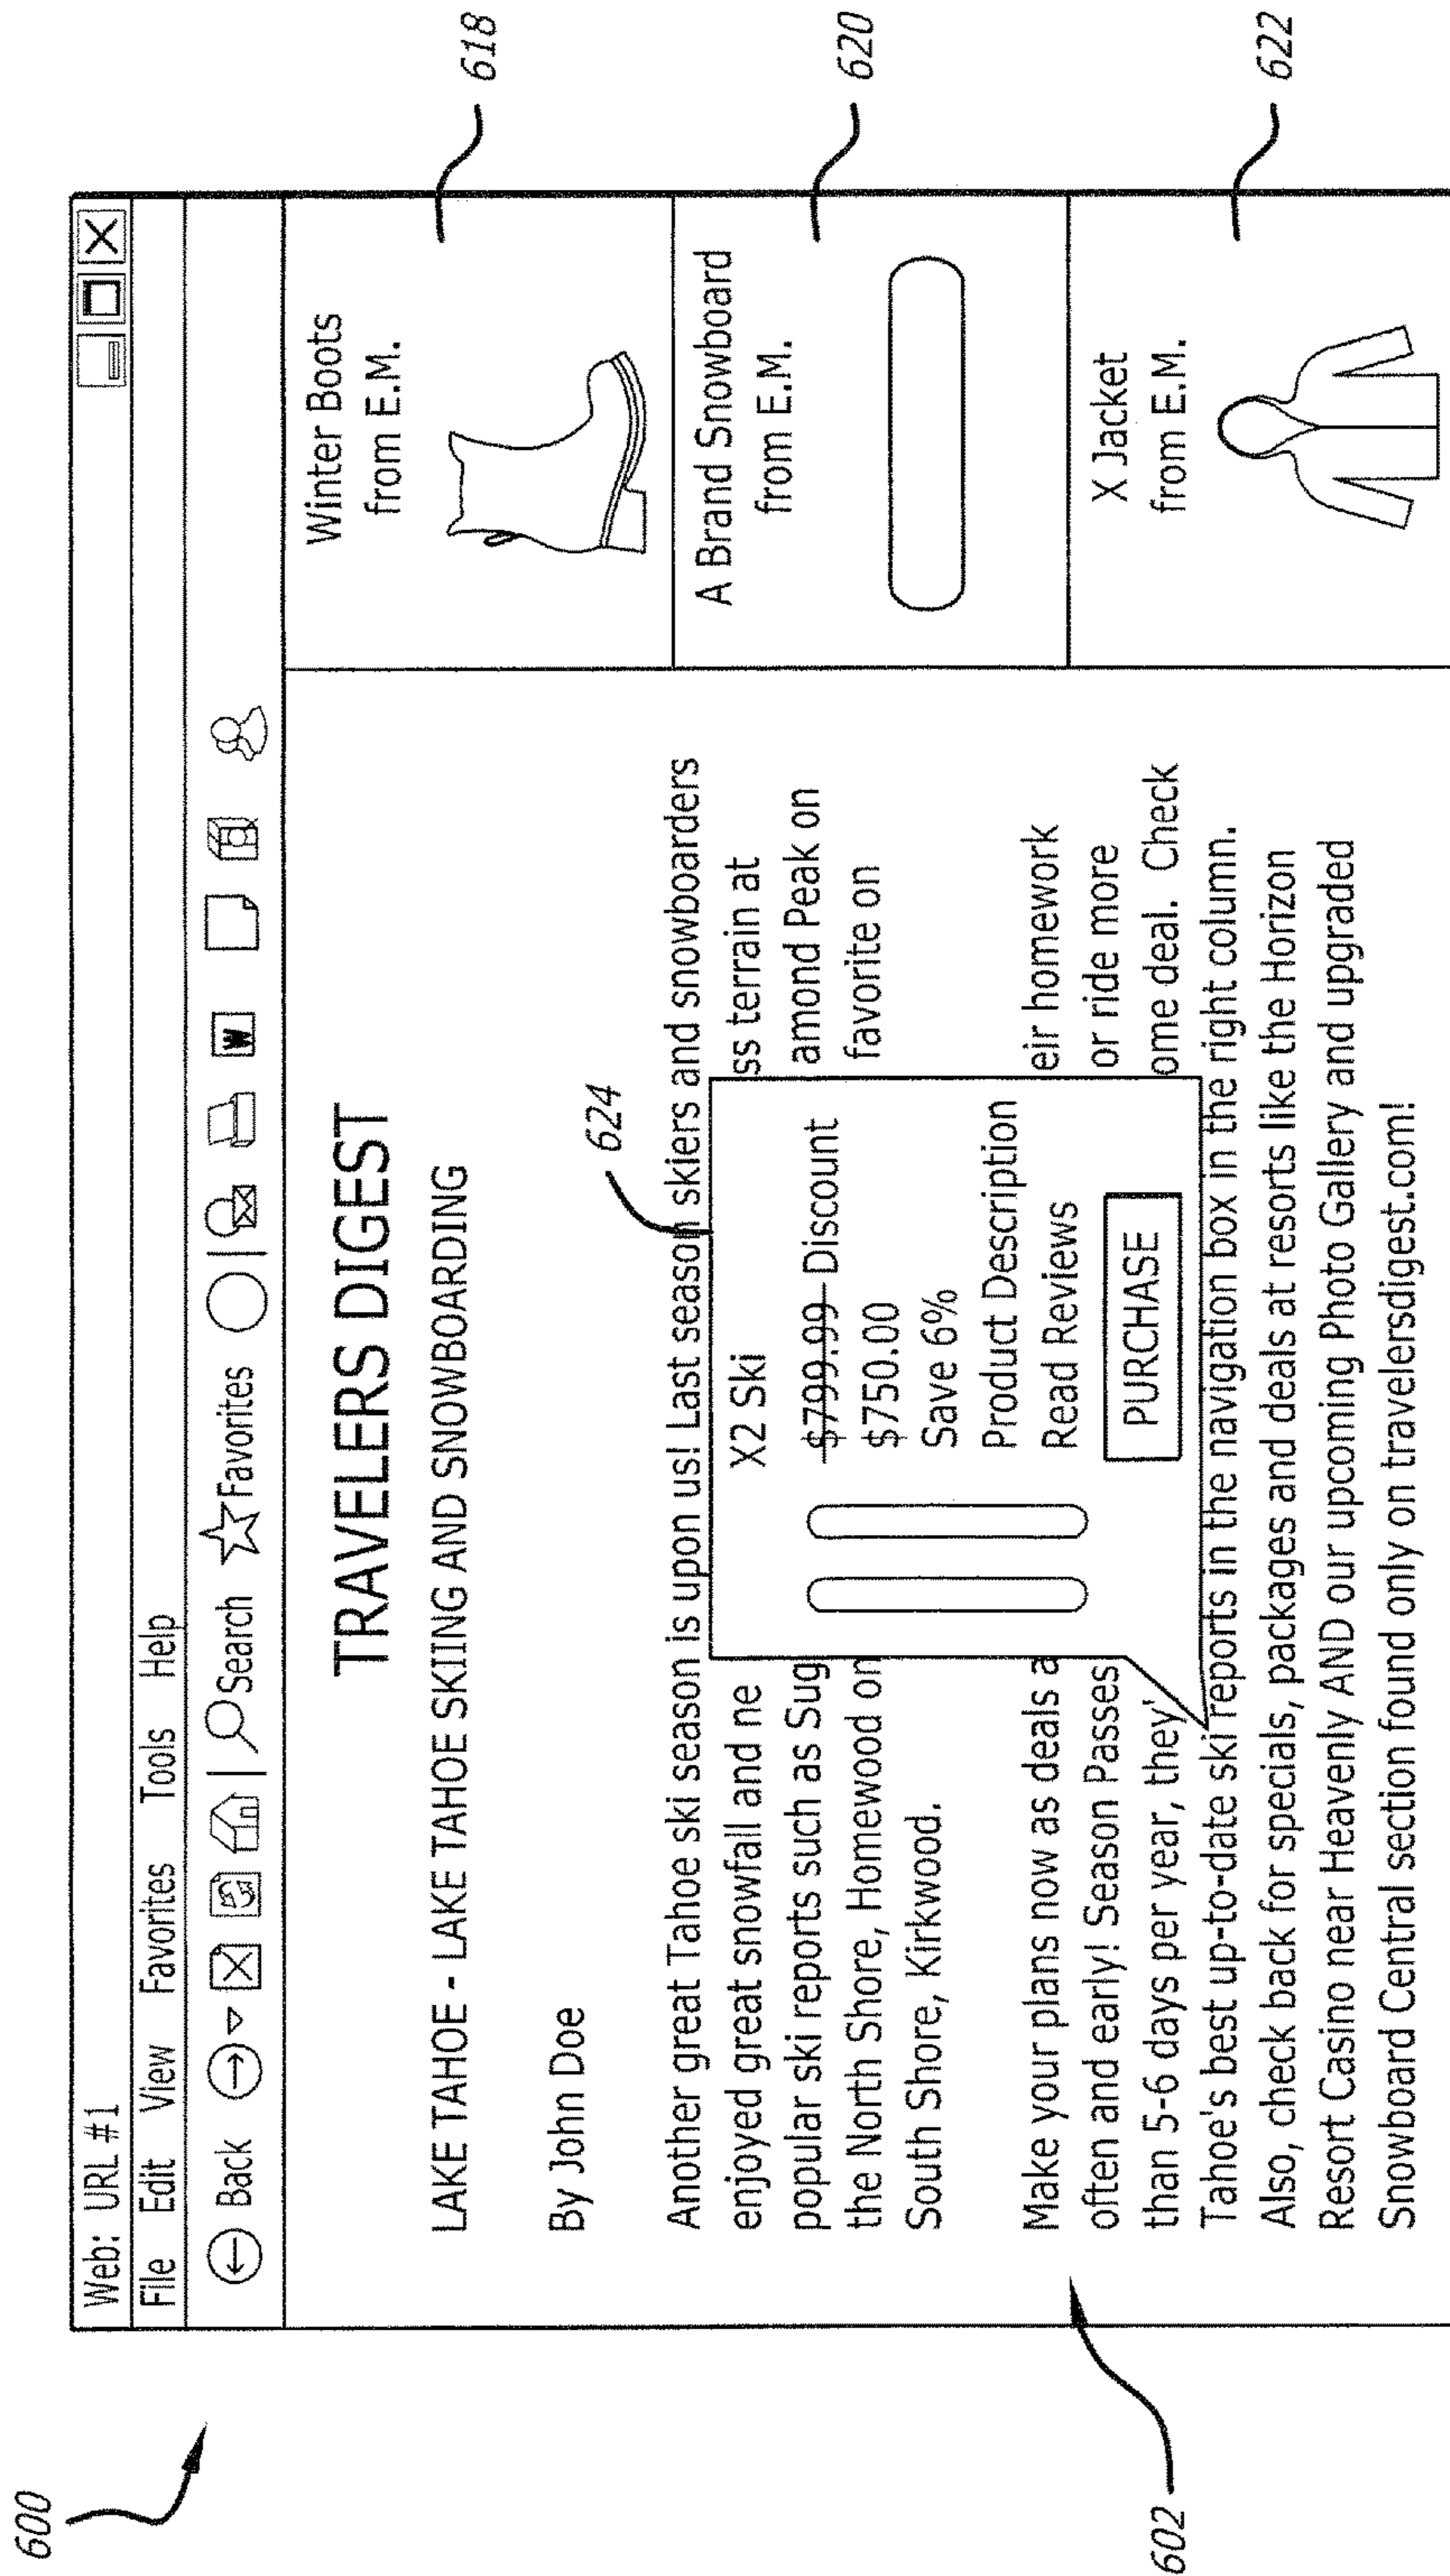 600
Web: URL #1
File Edit View Favorites Tools Help
Back Search Favorites W
TRAVELERS DIGEST
LAKE TAHOE - LAKE TAHOE SKIING AND SNOWBOARDING
By John Doe
624
Another great Tahoe ski season is upon us! Last season skiers and snowboarders
enjoyed great snowfall and ne ss terrain at
popular ski reports such as Sug amond Peak on
the North Shore, Homewood on favorite on
South Shore, Kirkwood.
Make your plans now as deals a eir homework
often and early! Season Passes or ride more
than 5-6 days per year, they' ome deal. Check
Tahoe's best up-to-date ski reports in the navigation box in the right column.
Also, check back for specials, packages and deals at resorts like the Horizon
Resort Casino near Heavenly AND our upcoming Photo Gallery and upgraded
Snowboard Central section found only on travelersdigest.com!
X2 Ski
$799.99 Discount
$750.00
Save 6%
Product Description
Read Reviews
PURCHASE
Winter Boots
from E.M.
618
A Brand Snowboard
from E.M.
620
X Jacket
from E.M.
622
602